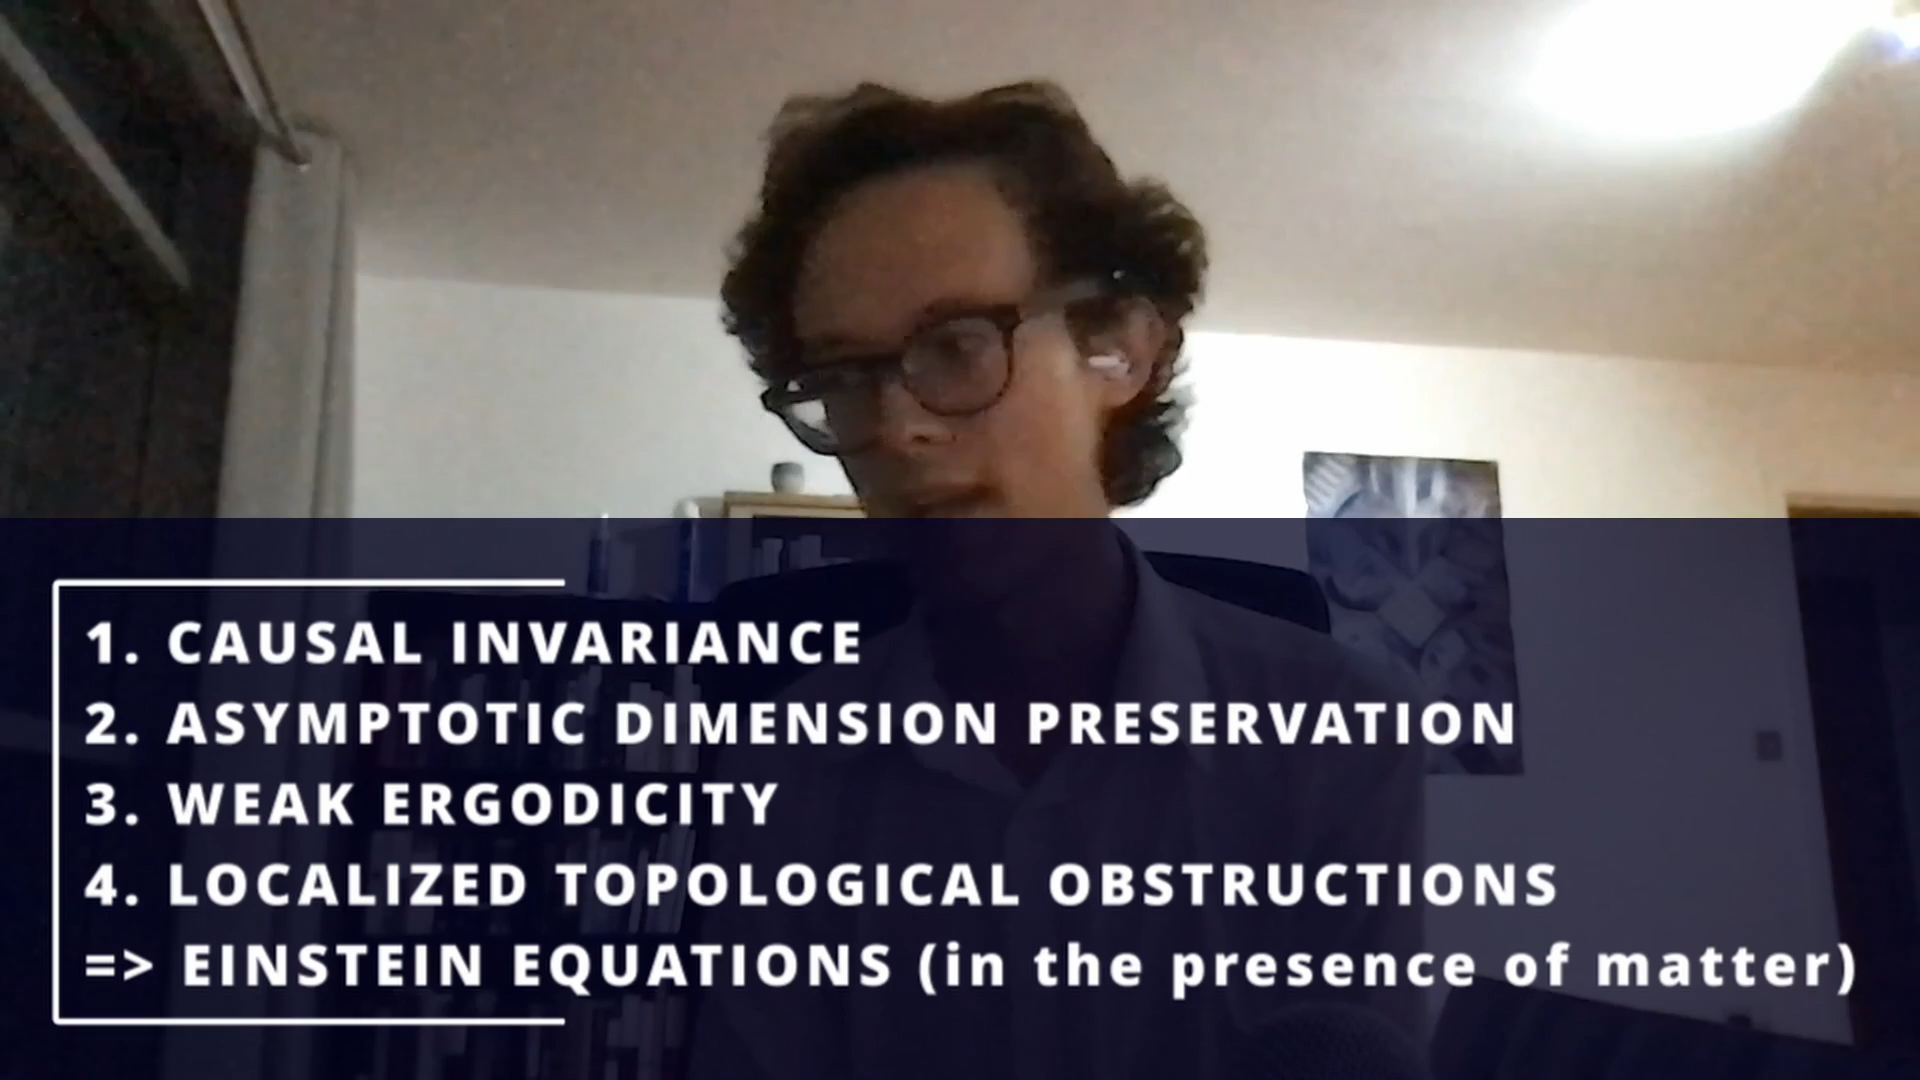 1. CAUSAL INVARIANCE
2. ASYMPTOTIC DIMENSION PRESERVATION
3. WEAK ERGODICITY
4. LOCALIZED TOPOLOGICAL OBSTRUCTIONS
=> EINSTEIN EQUATIONS (in the presence of matter)